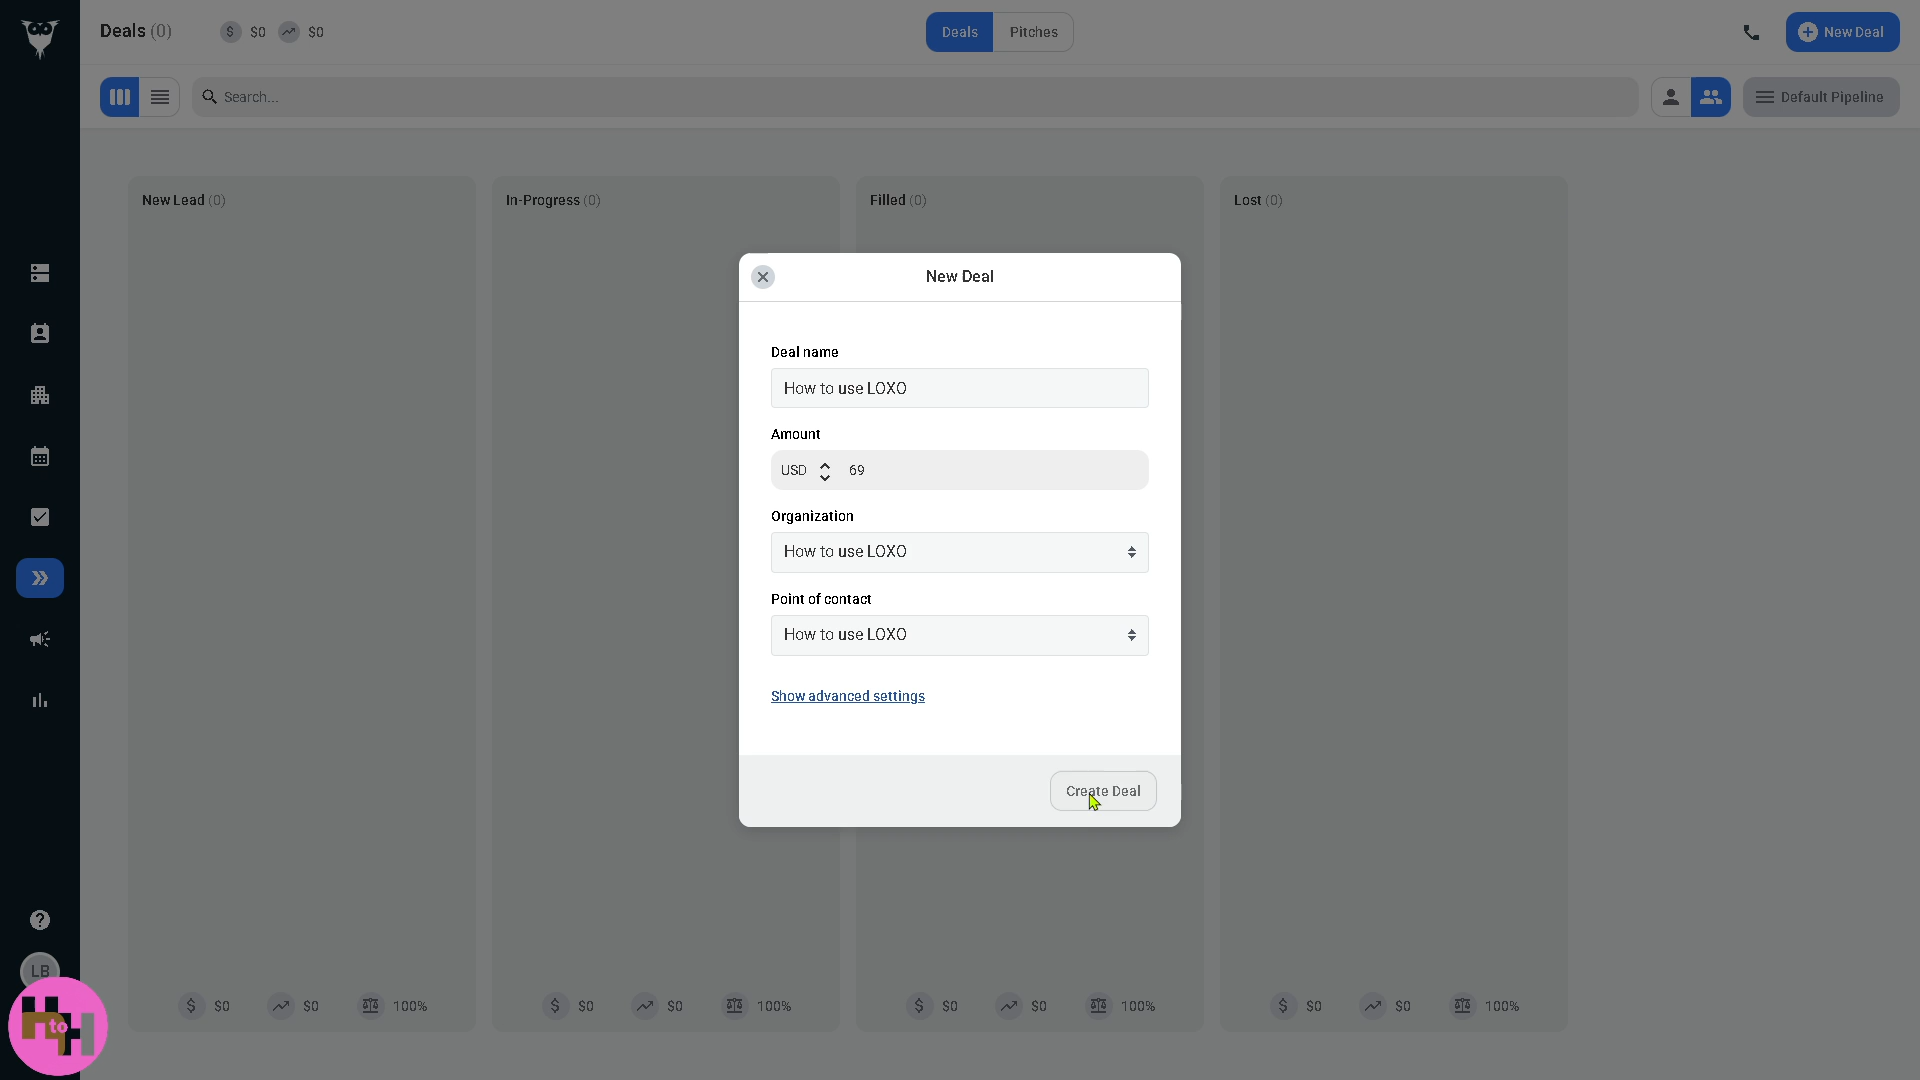 Deals (0)
$ $0 $0
Deals Pitches
New Deal
Search...
Default Pipeline
New Lead (0)
In-Progress (0)
Filled (0)
Lost (0)
New Deal
Deal name
How to use LOXO
Amount
USD 69
Organization
How to use LOXO
Point of contact
How to use LOXO
Show advanced settings
Create Deal
LB
$ $0 $0 100%
$ $0 $0 100%
$ $0 $0 100%
$ $0 $0 100%
H to H